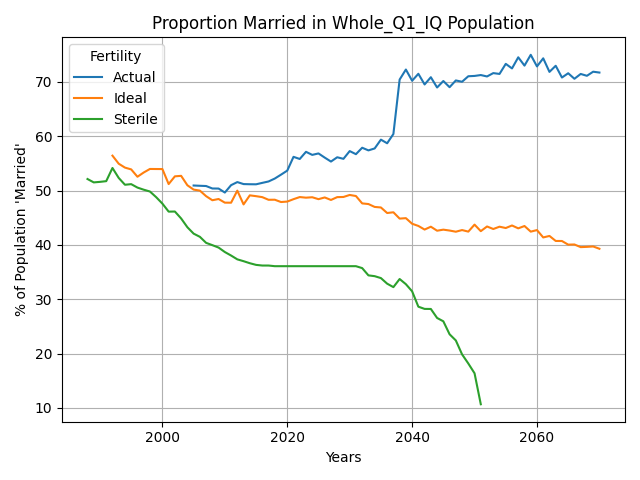 Proportion Married in Whole_Q1_IQ Population
% of Population 'Married'
Fertility
Actual
Ideal
Sterile
70
60
50
40
30
20
10
2000 2020 2040 2060
Years